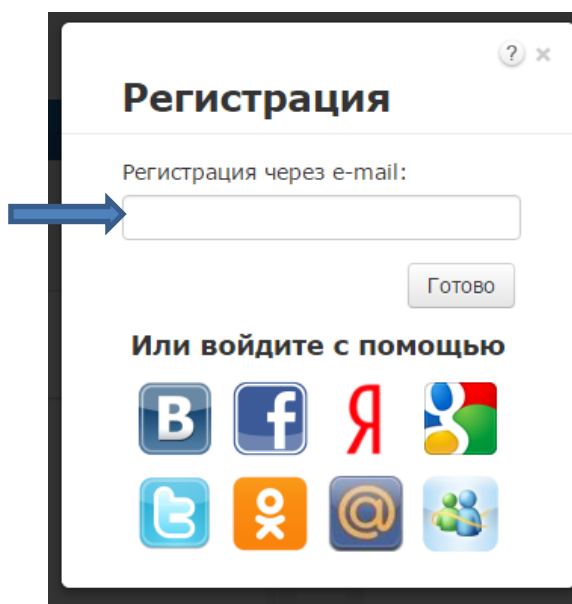 Регистрация
Регистрация через e-mail:
Готово
Или войдите с помощью